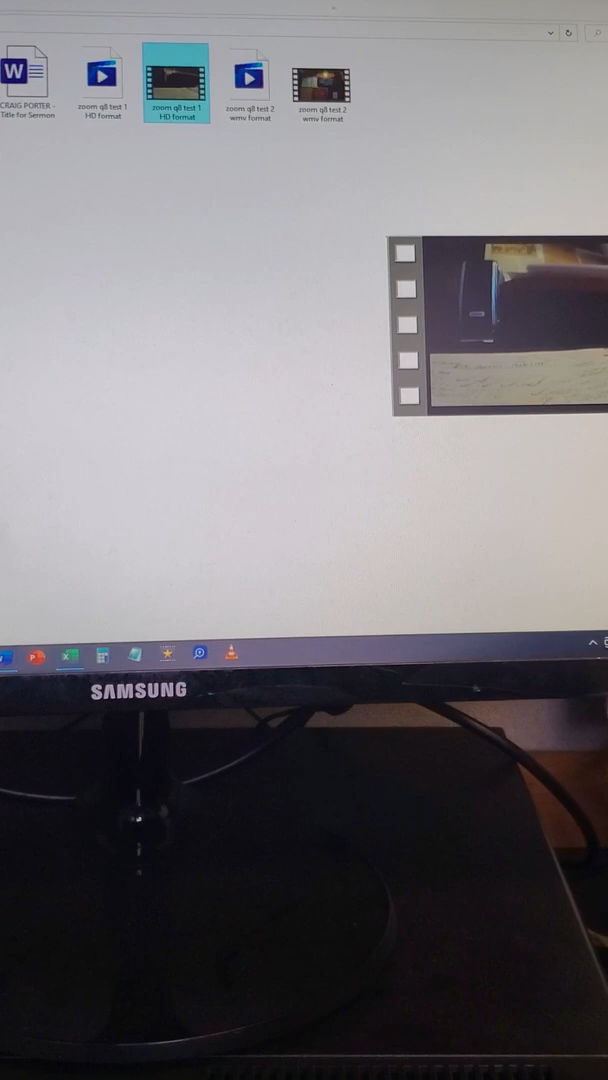 W
CRAIG PORTER -
Title for Sermon
zoom q8 test 1
HD format
zoom q8 test 1
HD format
zoom q8 test 2
wmv format
zoom q8 test 2
wmv format
SAMSUNG